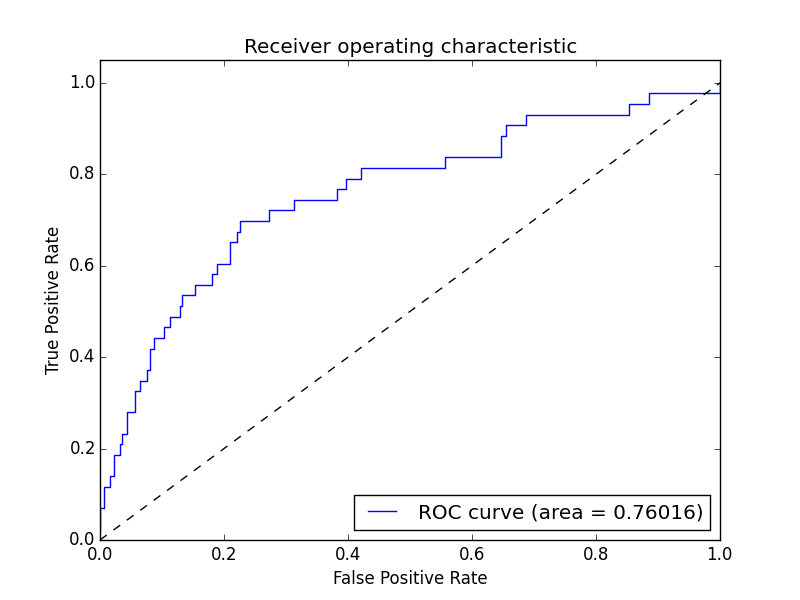 Receiver operating characteristic
True Positive Rate
1.0
0.8
0.6
0.4
0.2
0.0
ROC curve (area = 0.76016)
0.0 0.2 0.4 0.6 0.8 1.0
False Positive Rate